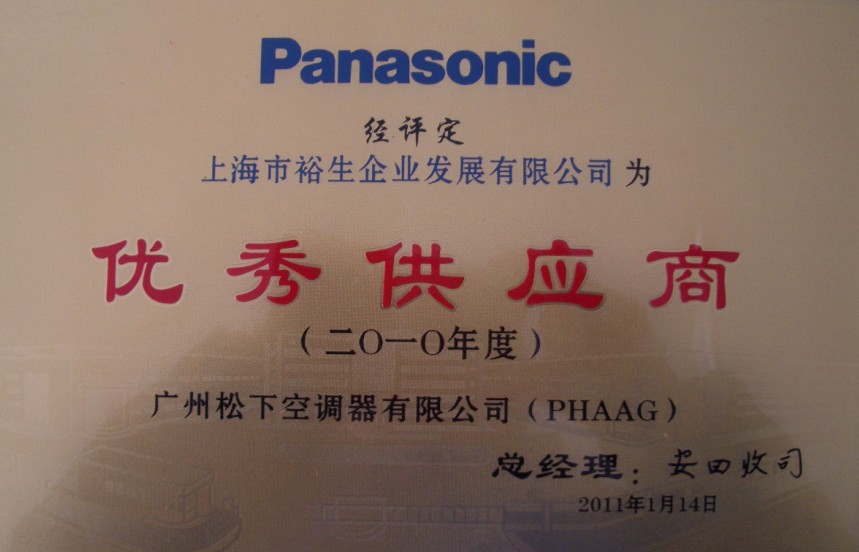 Panasonic
经评定
上海市裕生企业发展有限公司 为
优秀供应商
（二〇一〇年度）
广州松下空调器有限公司（PHAAG）
总经理：安田收司
2011年1月14日